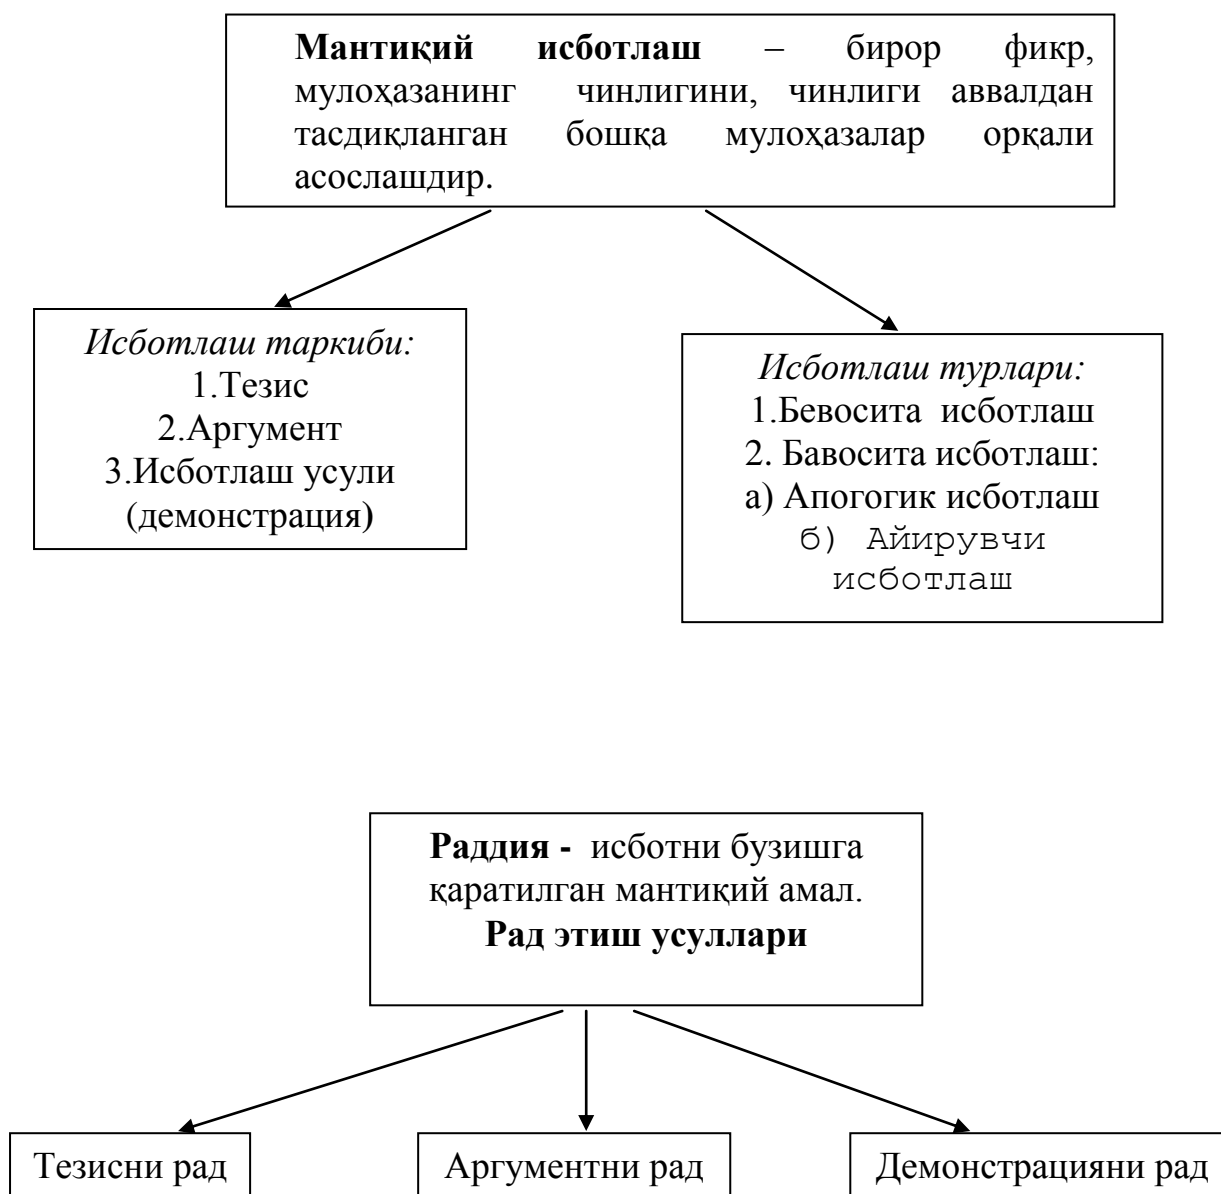 Мантиқий исботлаш – бирор фикр,
мулоҳазанинг чинлигини, чинлиги аввалдан
тасдиқланган бошқа мулоҳазалар орқали
асослашдир.
Исботлаш таркиби:
1.Тезис
2.Аргумент
3.Исботлаш усули
(демонстрация)
Исботлаш турлари:
1.Бевосита исботлаш
2. Бавосита исботлаш:
а) Апогогик исботлаш
б) Айирувчи
исботлаш
Раддия - исботни бузишга
қаратилган мантиқий амал.
Рад этиш усуллари
Тезисни рад
Аргументни рад
Демонстрацияни рад